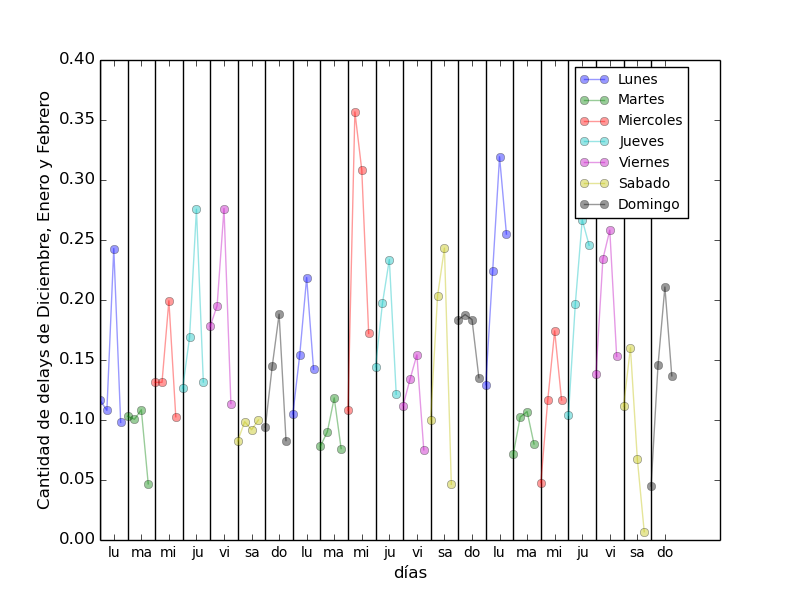 0.40
0.35
0.30
0.25
0.20
0.15
0.10
0.05
0.00
Cantidad de delays de Diciembre, Enero y Febrero
Lunes
Martes
Miercoles
Jueves
Viernes
Sabado
Domingo
lu ma mi ju vi sa do lu ma mi ju vi sa do lu ma mi ju vi sa do
días